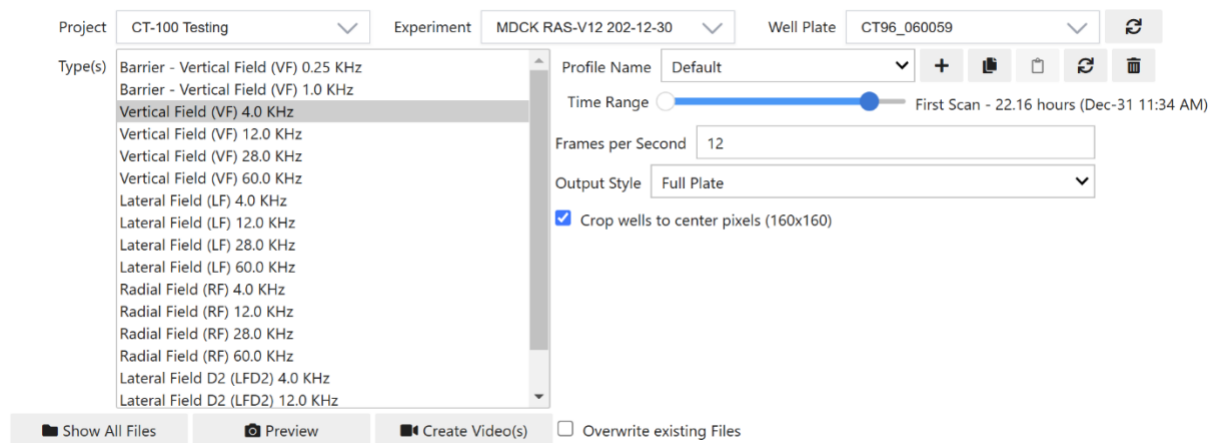 Project CT-100 Testing Experiment MDCK RAS-V12 202-12-30 Well Plate CT96_060059
Type(s)
Barrier - Vertical Field (VF) 0.25 KHz
Barrier - Vertical Field (VF) 1.0 KHz
Vertical Field (VF) 4.0 KHz
Vertical Field (VF) 12.0 KHz
Vertical Field (VF) 28.0 KHz
Vertical Field (VF) 60.0 KHz
Lateral Field (LF) 4.0 KHz
Lateral Field (LF) 12.0 KHz
Lateral Field (LF) 28.0 KHz
Lateral Field (LF) 60.0 KHz
Radial Field (RF) 4.0 KHz
Radial Field (RF) 12.0 KHz
Radial Field (RF) 28.0 KHz
Radial Field (RF) 60.0 KHz
Lateral Field D2 (LFD2) 4.0 KHz
Lateral Field D2 (LFD2) 12.0 KHz
Profile Name Default
Time Range First Scan - 22.16 hours (Dec-31 11:34 AM)
Frames per Second 12
Output Style Full Plate
Crop wells to center pixels (160x160)
Show All Files Preview Create Video(s) Overwrite existing Files